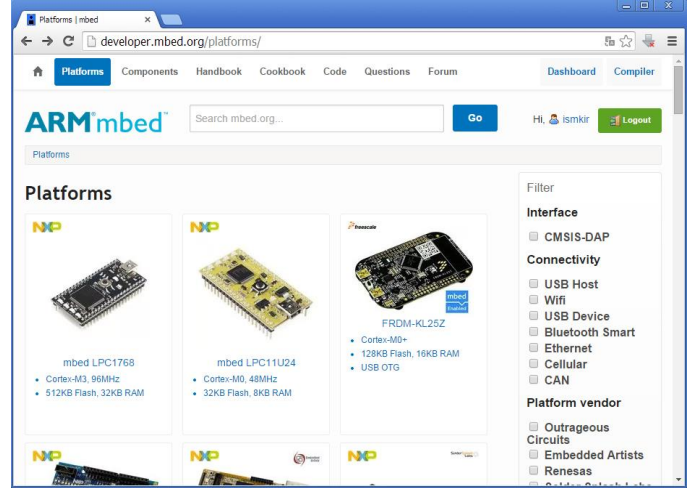 Platforms | mbed
developer.mbed.org/platforms/
Platforms Components Handbook Cookbook Code Questions Forum Dashboard Compiler
ARM mbed
Search mbed.org...
Go
Hi, ismkir
Logout
Platforms
Platforms
NXP
mbed LPC1768
Cortex-M3, 96MHz
512KB Flash, 32KB RAM
NXP
mbed LPC11U24
Cortex-M0, 48MHz
32KB Flash, 8KB RAM
freescale
mbed
Enabled
FRDM-KL25Z
Cortex-M0+
128KB Flash, 16KB RAM
USB OTG
NXP
NXP
NXP
Filter
Interface
CMSIS-DAP
Connectivity
USB Host
Wifi
USB Device
Bluetooth Smart
Ethernet
Cellular
CAN
Platform vendor
Outrageous
Circuits
Embedded Artists
Renesas
Solder Splash Labs